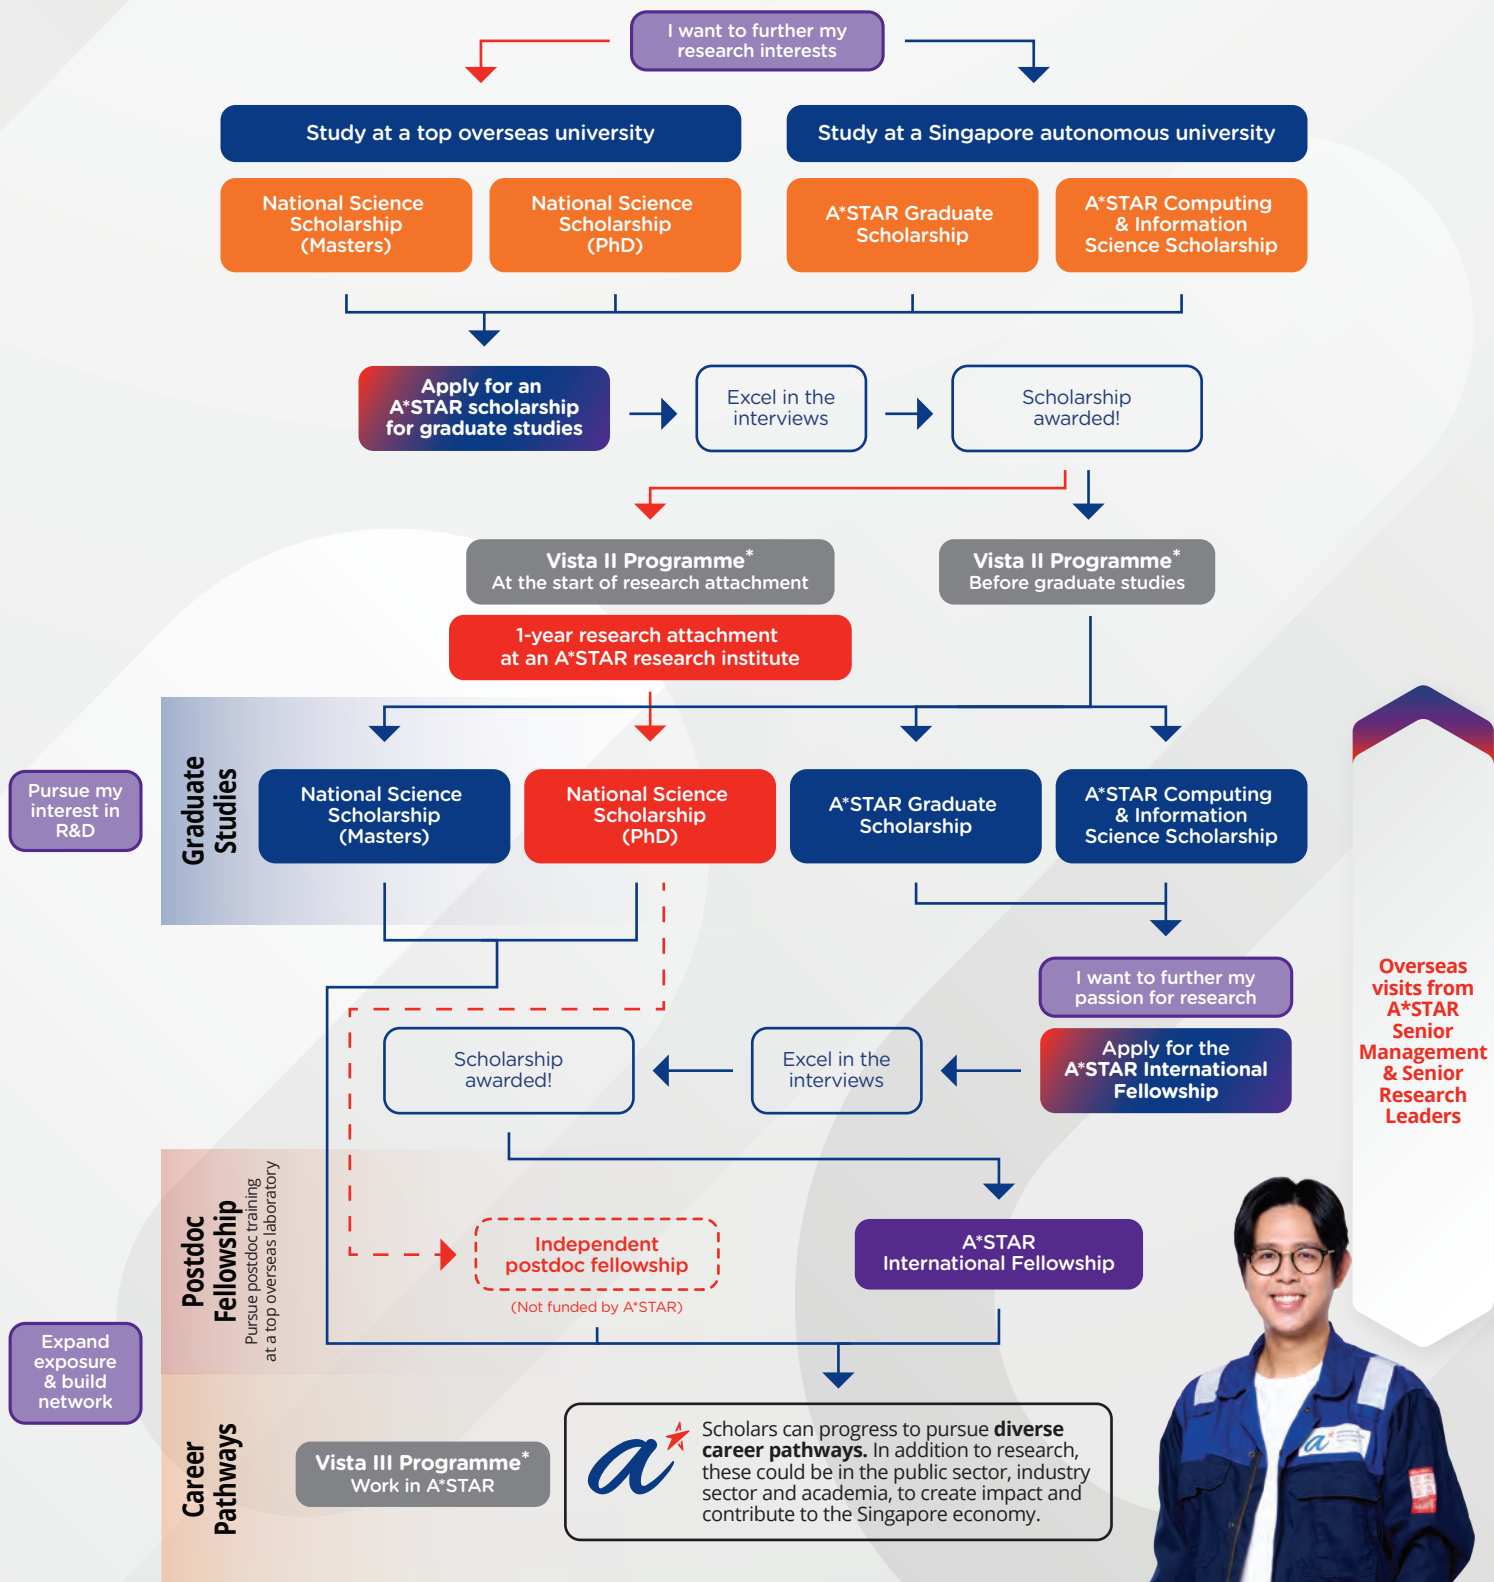 I want to further my
research interests
Study at a top overseas university
Study at a Singapore autonomous university
National Science
Scholarship
(Masters)
National Science
Scholarship
(PhD)
A*STAR Graduate
Scholarship
A*STAR Computing
& Information
Science Scholarship
Apply for an
A*STAR scholarship
for graduate studies
Excel in the
interviews
Scholarship
awarded!
Vista II Programme*
At the start of research attachment
Vista II Programme*
Before graduate studies
1-year research attachment
at an A*STAR research institute
Pursue my
interest in
R&D
Graduate
Studies
National Science
Scholarship
(Masters)
National Science
Scholarship
(PhD)
A*STAR Graduate
Scholarship
A*STAR Computing
& Information
Science Scholarship
I want to further my
passion for research
Apply for the
A*STAR International
Fellowship
Excel in the
interviews
Scholarship
awarded!
Overseas
visits from
A*STAR
Senior
Management
& Senior
Research
Leaders
Postdoc
Fellowship
Pursue postdoc training
at a top overseas laboratory
Independent
postdoc fellowship
(Not funded by A*STAR)
A*STAR
International Fellowship
Expand
exposure
& build
network
Career
Pathways
Vista III Programme*
Work in A*STAR
a
Scholars can progress to pursue diverse
career pathways. In addition to research,
these could be in the public sector, industry
sector and academia, to create impact and
contribute to the Singapore economy.
a